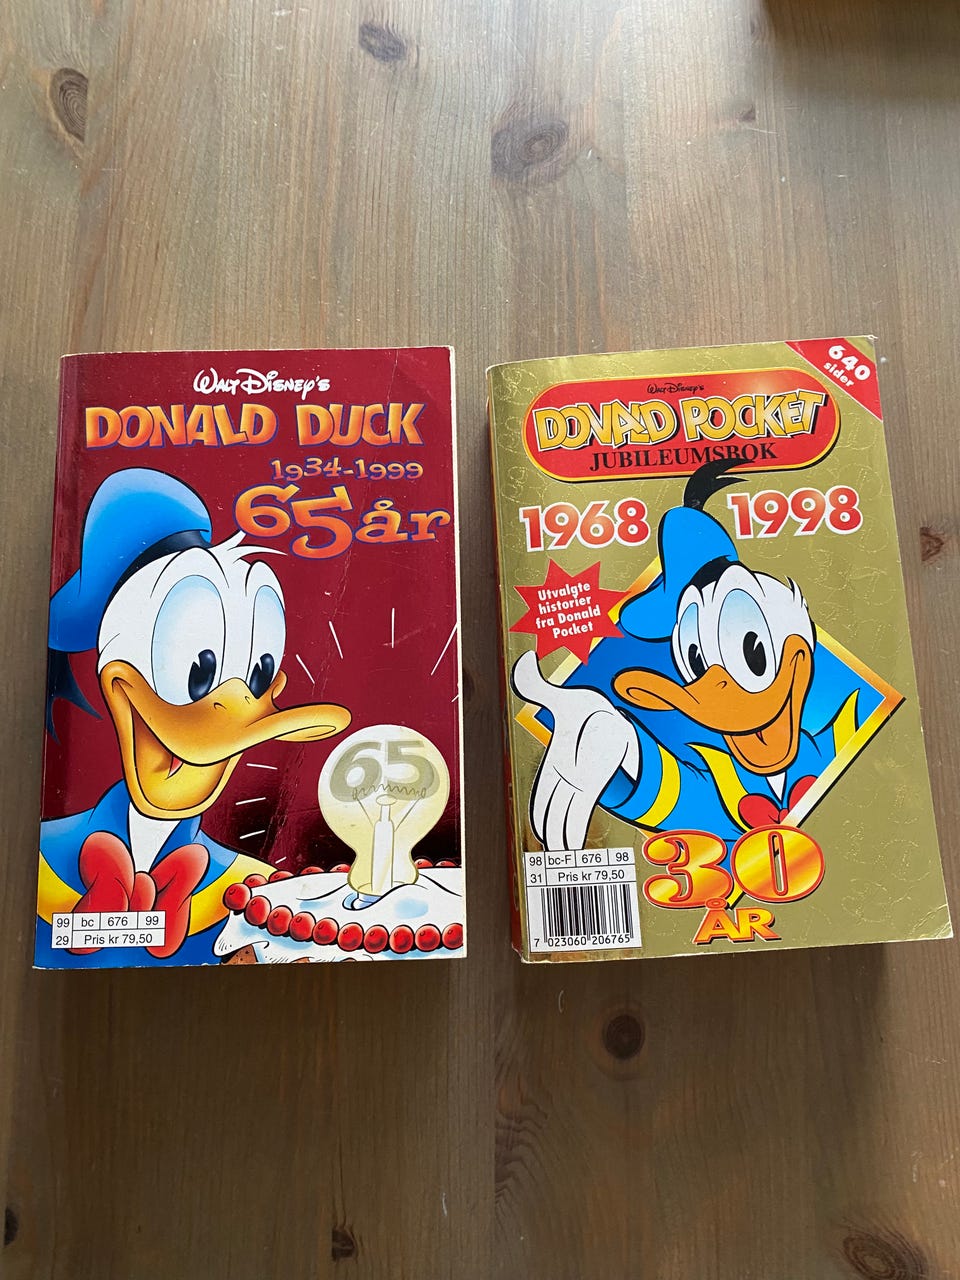 Walt Disney's
DONALD DUCK
1934-1999
65 år
65
99 bc 676 99
29 Pris kr 79,50
640
sider
Walt Disney's
DONALD POCKET
JUBILEUMSBOK
1968 1998
Utvalgte
historier
fra Donald
Pocket
98 bc-F 676 98
31 Pris kr 79,50
7 023060 206765
30
ÅR